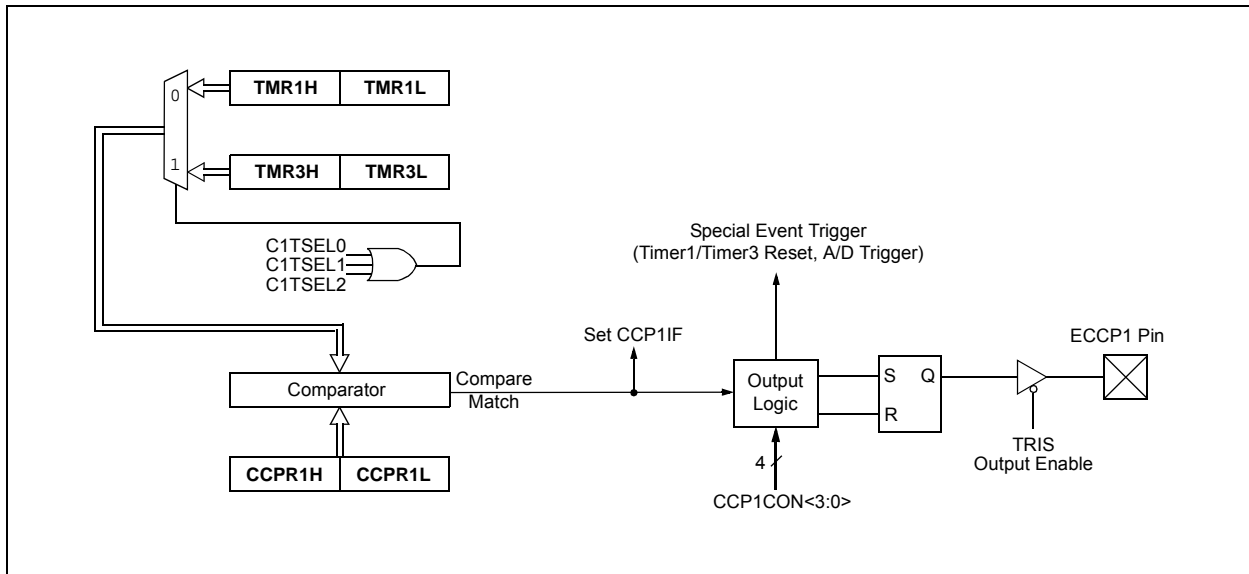 0
TMR1H TMR1L
1
TMR3H TMR3L
C1TSEL0
C1TSEL1
C1TSEL2
Special Event Trigger
(Timer1/Timer3 Reset, A/D Trigger)
Set CCP1IF
ECCP1 Pin
Comparator
Compare
Match
Output
Logic
S Q
R
TRIS
Output Enable
4
CCPR1H CCPR1L
CCP1CON<3:0>